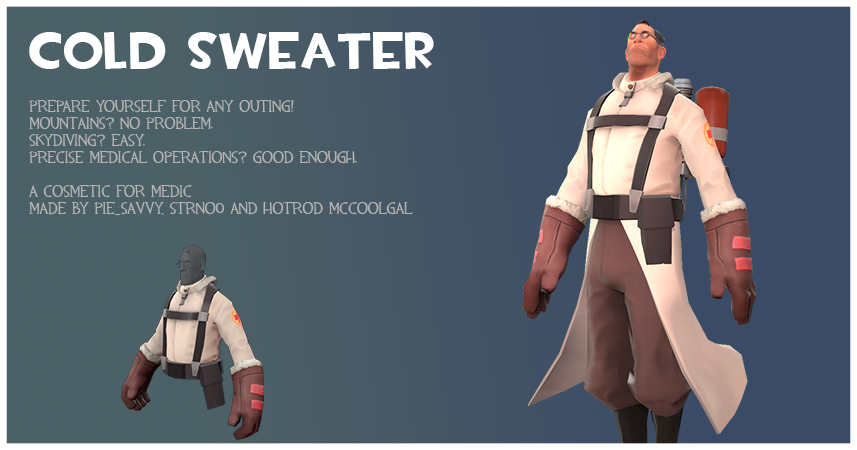 COLD SWEATER
PREPARE YOURSELF FOR ANY OUTING!
MOUNTAINS? NO PROBLEM.
SKYDIVING? EASY.
PRECISE MEDICAL OPERATIONS? GOOD ENOUGH.
A COSMETIC FOR MEDIC
MADE BY PIE_SAVVY, STRNO0 AND HOTROD MCCOOLGAL